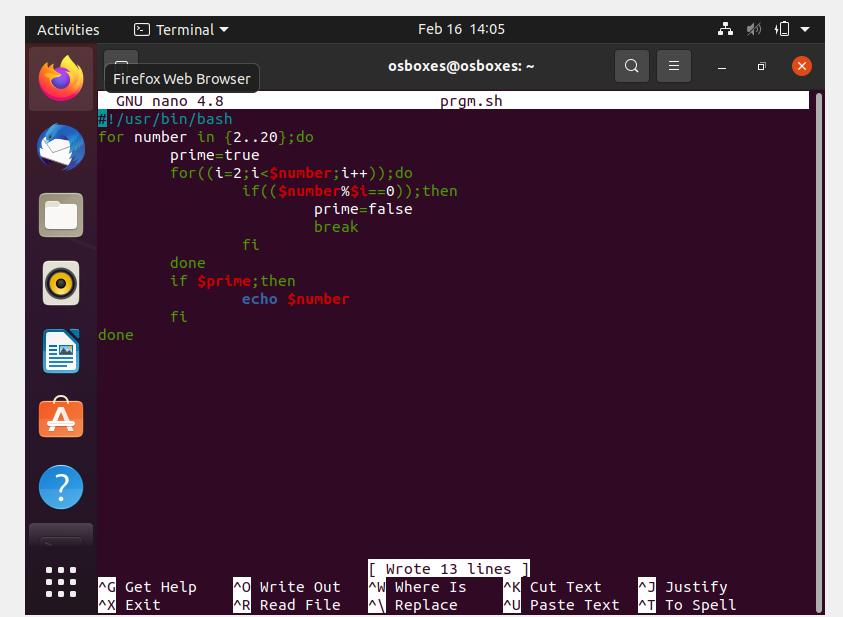 Activities Terminal Feb 16 14:05
osboxes@osboxes: ~
Firefox Web Browser
GNU nano 4.8 prgm.sh
#!/usr/bin/bash
for number in {2..20};do
prime=true
for((i=2;i<$number;i++));do
if(($number%$i==0));then
prime=false
break
fi
done
if $prime;then
echo $number
fi
done
[ Wrote 13 lines ]
^G Get Help ^O Write Out ^W Where Is ^K Cut Text ^J Justify
^X Exit ^R Read File ^\ Replace ^U Paste Text ^T To Spell